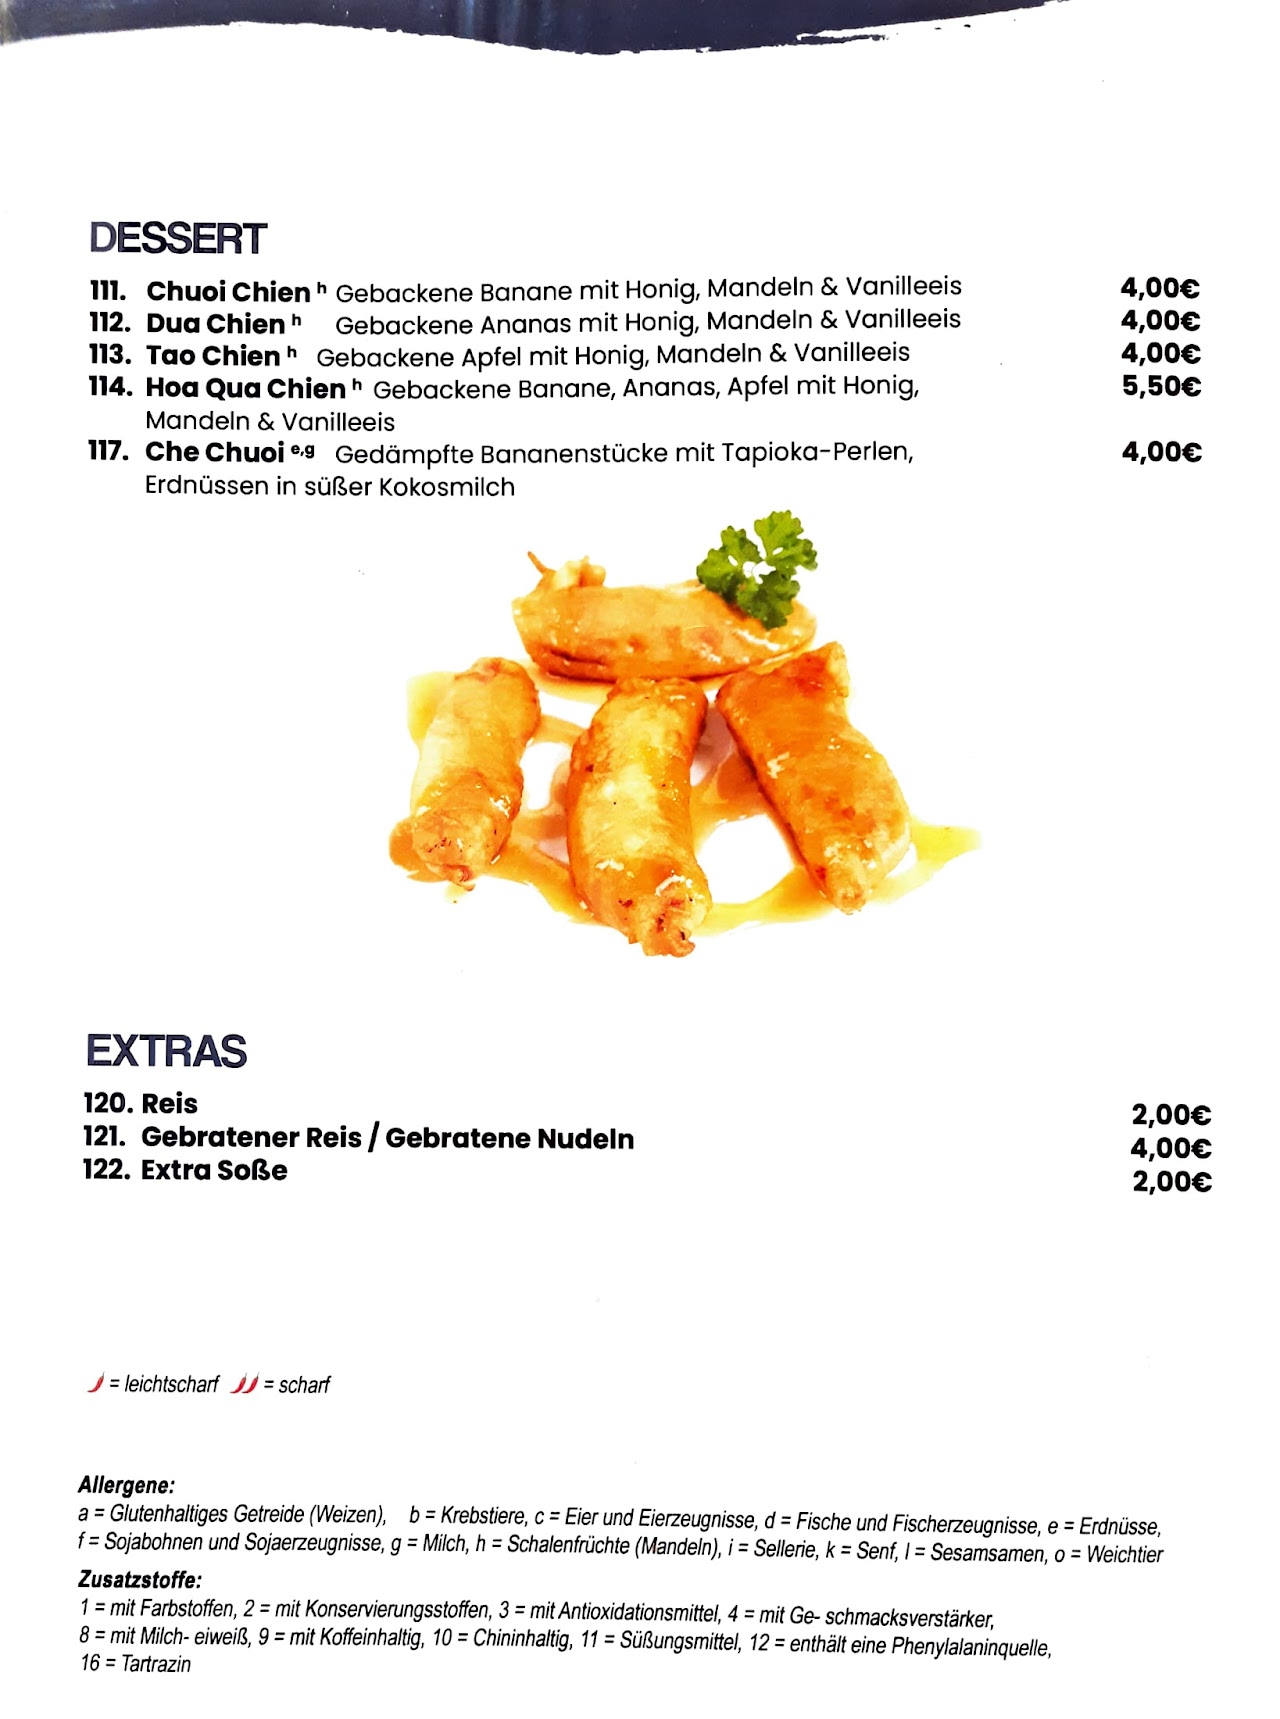 DESSERT
111. Chuoi Chien h Gebackene Banane mit Honig, Mandeln & Vanilleeis 4,00€
112. Dua Chien h Gebackene Ananas mit Honig, Mandeln & Vanilleeis 4,00€
113. Tao Chien h Gebackene Apfel mit Honig, Mandeln & Vanilleeis 4,00€
114. Hoa Qua Chien h Gebackene Banane, Ananas, Apfel mit Honig, 5,50€
Mandeln & Vanilleeis
117. Che Chuoi e,g Gedämpfte Bananenstücke mit Tapioka-Perlen, 4,00€
Erdnüssen in süßer Kokosmilch
EXTRAS
120. Reis 2,00€
121. Gebratener Reis / Gebratene Nudeln 4,00€
122. Extra Soße 2,00€
= leichtscharf = scharf
Allergene:
a = Glutenhaltiges Getreide (Weizen), b = Krebstiere, c = Eier und Eierzeugnisse, d = Fische und Fischerzeugnisse, e = Erdnüsse,
f = Sojabohnen und Sojaerzeugnisse, g = Milch, h = Schalenfrüchte (Mandeln), i = Sellerie, k = Senf, l = Sesamsamen, o = Weichtier
Zusatzstoffe:
1 = mit Farbstoffen, 2 = mit Konservierungsstoffen, 3 = mit Antioxidationsmittel, 4 = mit Ge- schmacksverstärker,
8 = mit Milch- eiweiß, 9 = mit Koffeinhaltig, 10 = Chininhaltig, 11 = Süßungsmittel, 12 = enthält eine Phenylalaninquelle,
16 = Tartrazin